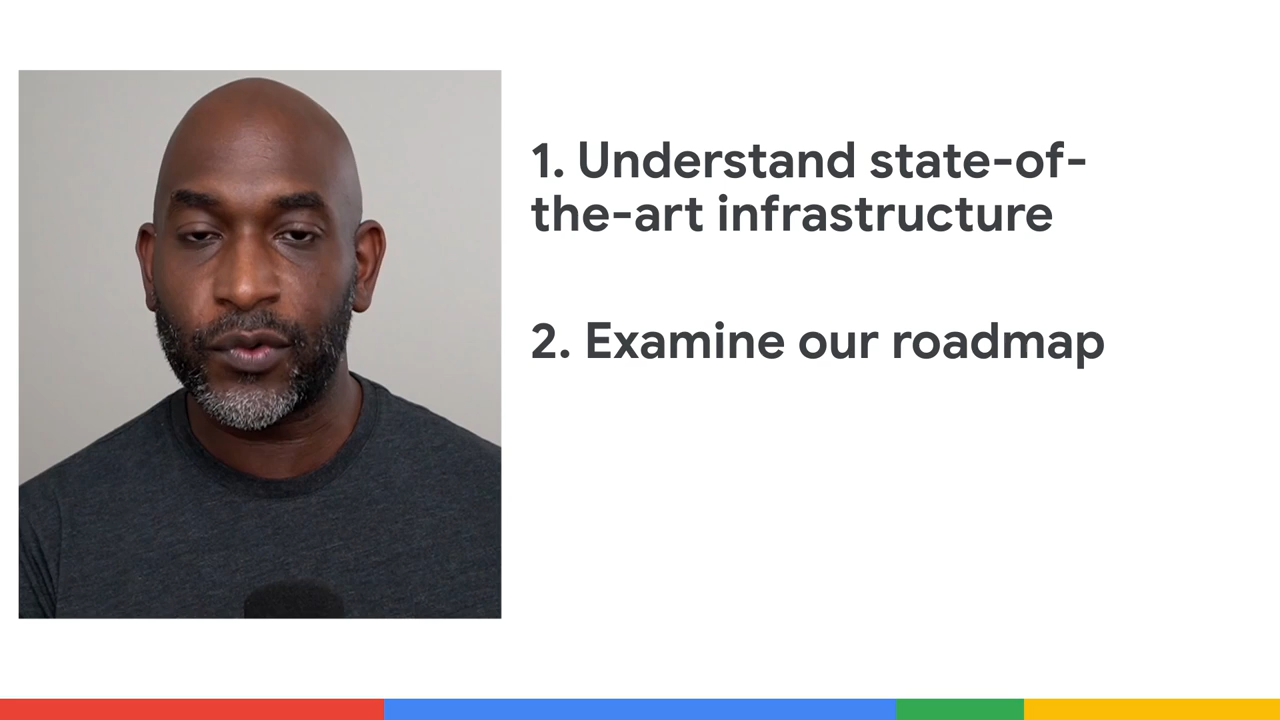 1. Understand state-of-
the-art infrastructure
2. Examine our roadmap